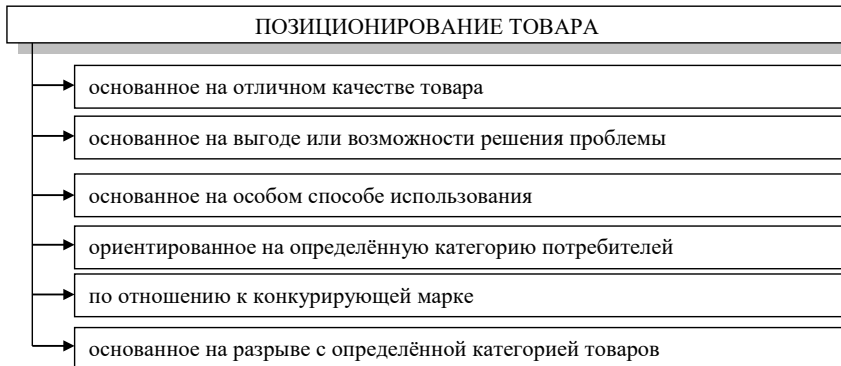 ПОЗИЦИОНИРОВАНИЕ ТОВАРА
основанное на отличном качестве товара
основанное на выгоде или возможности решения проблемы
основанное на особом способе использования
ориентированное на определённую категорию потребителей
по отношению к конкурирующей марке
основанное на разрыве с определённой категорией товаров